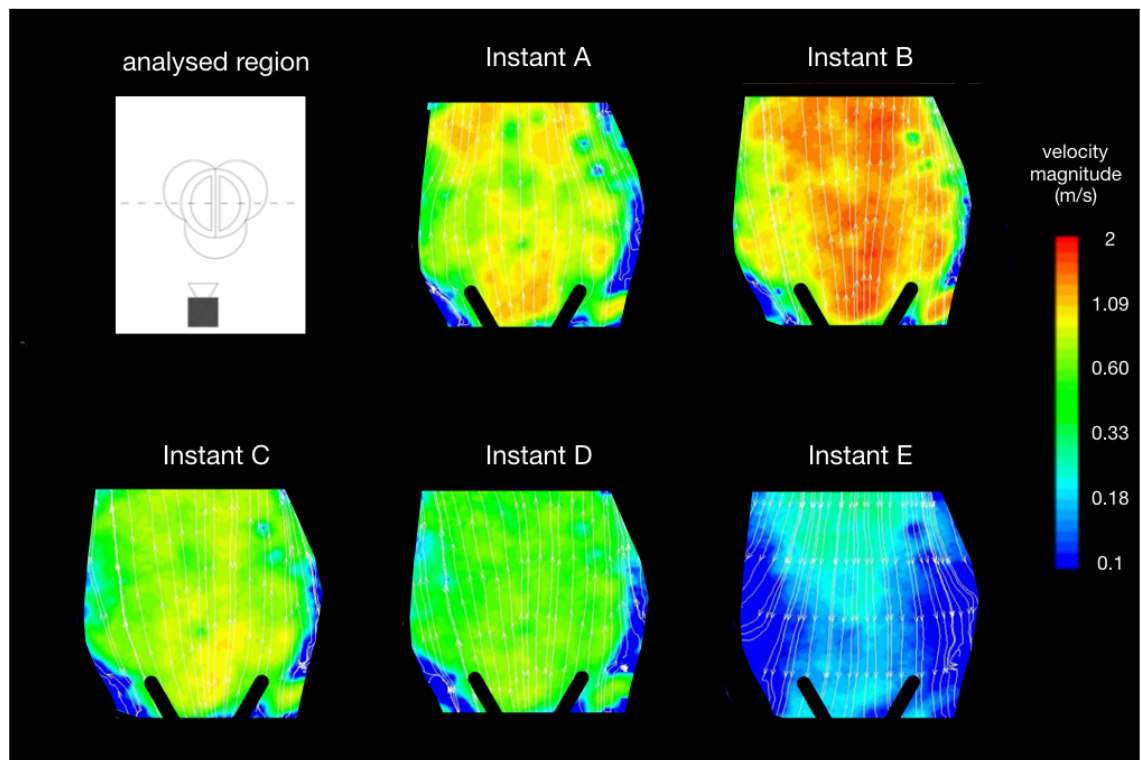 analysed region
Instant A
Instant B
velocity
magnitude
(m/s)
2
1.09
0.60
0.33
0.18
0.1
Instant C
Instant D
Instant E